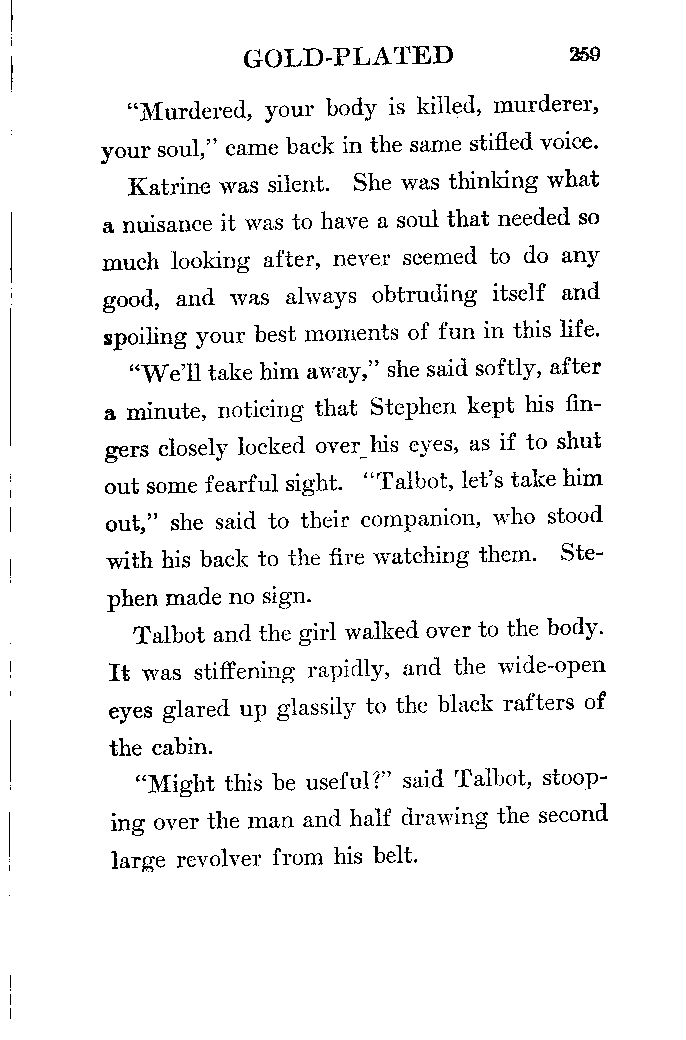 GOLD-PLATED 259
“Murdered, your body is killed, murderer,
your soul,” came back in the same stifled voice.
Katrine was silent. She was thinking what
a nuisance it was to have a soul that needed so
much looking after, never seemed to do any
good, and was always obtruding itself and
spoiling your best moments of fun in this life.
“We’ll take him away,” she said softly, after
a minute, noticing that Stephen kept his fin-
gers closely locked over his eyes, as if to shut
out some fearful sight. “Talbot, let’s take him
out,” she said to their companion, who stood
with his back to the fire watching them. Ste-
phen made no sign.
Talbot and the girl walked over to the body.
It was stiffening rapidly, and the wide-open
eyes glared up glassily to the black rafters of
the cabin.
“Might this be useful?” said Talbot, stoop-
ing over the man and half drawing the second
large revolver from his belt.